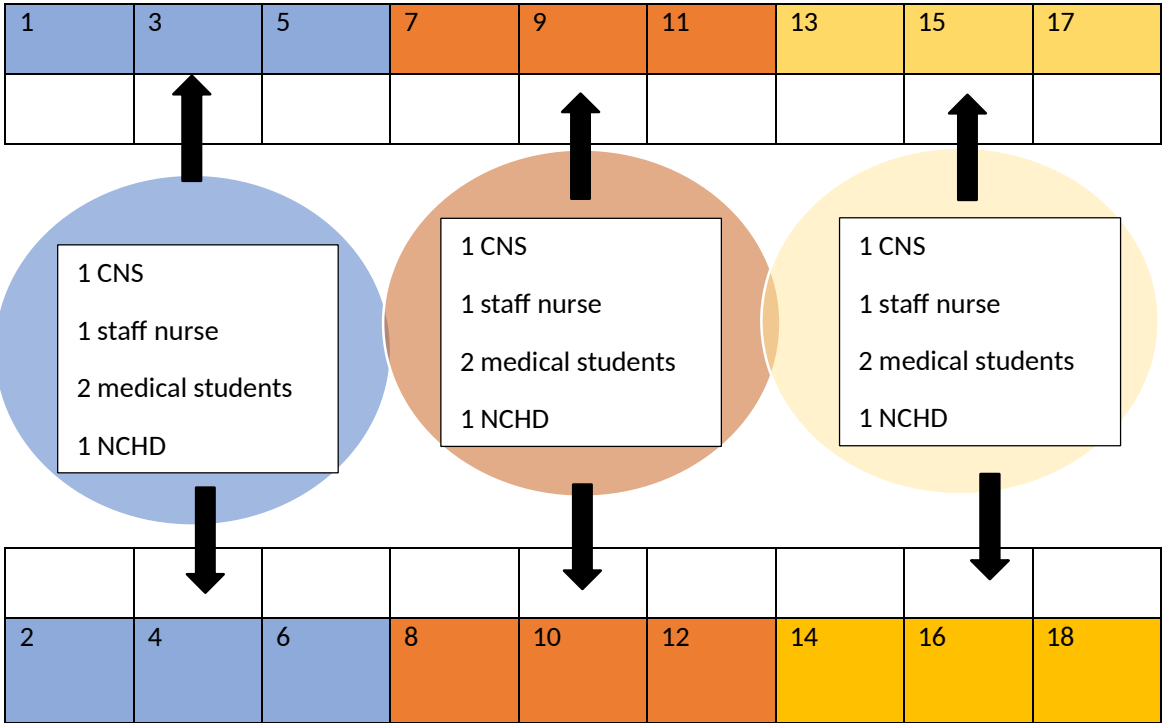 1 3 5 7 9 11 13 15 17
1 CNS
1 staff nurse
2 medical students
1 NCHD
1 CNS
1 staff nurse
2 medical students
1 NCHD
1 CNS
1 staff nurse
2 medical students
1 NCHD
2 4 6 8 10 12 14 16 18